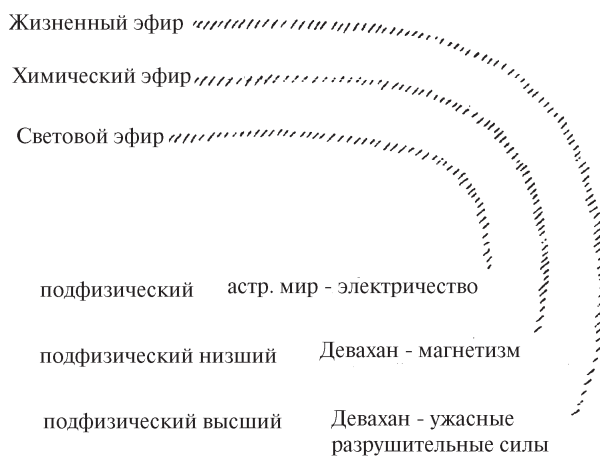 Жизненный эфир
Химический эфир
Световой эфир
подфизический астр. мир - электричество
подфизический низший Девахан - магнетизм
подфизический высший Девахан - ужасные
разрушительные силы